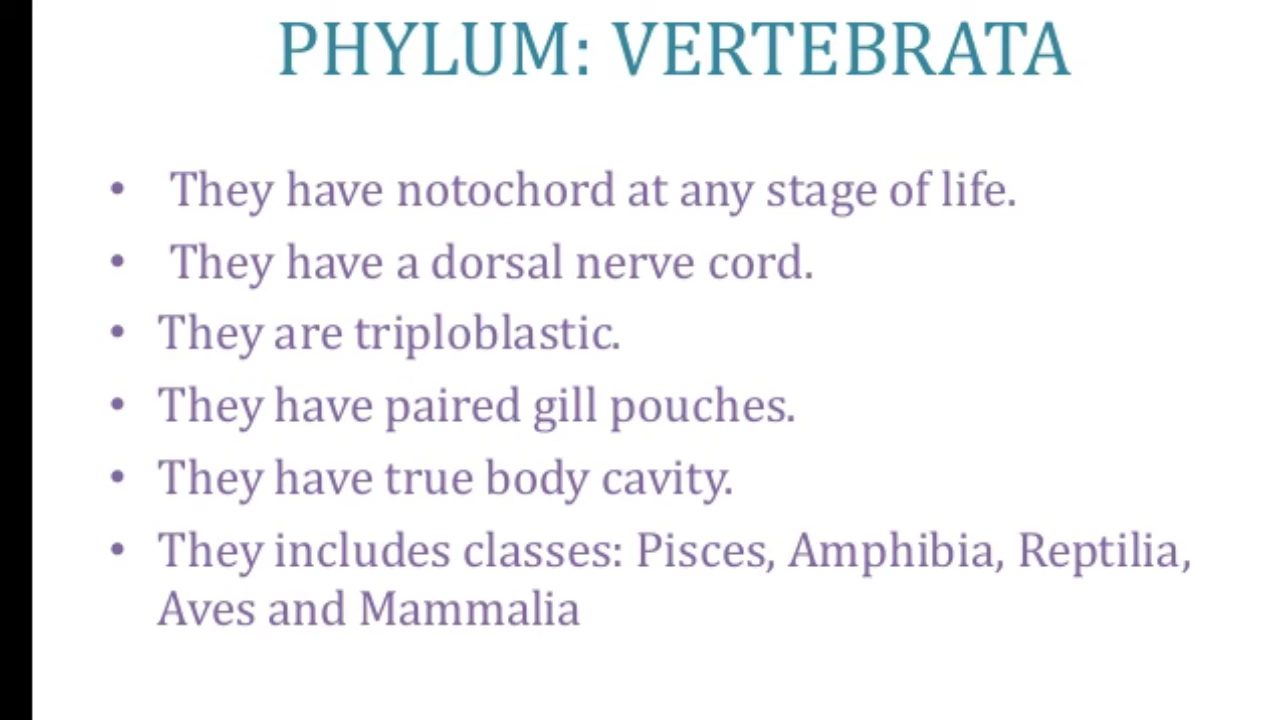 PHYLUM: VERTEBRATA
• They have notochord at any stage of life.
• They have a dorsal nerve cord.
• They are triploblastic.
• They have paired gill pouches.
• They have true body cavity.
• They includes classes: Pisces, Amphibia, Reptilia,
Aves and Mammalia